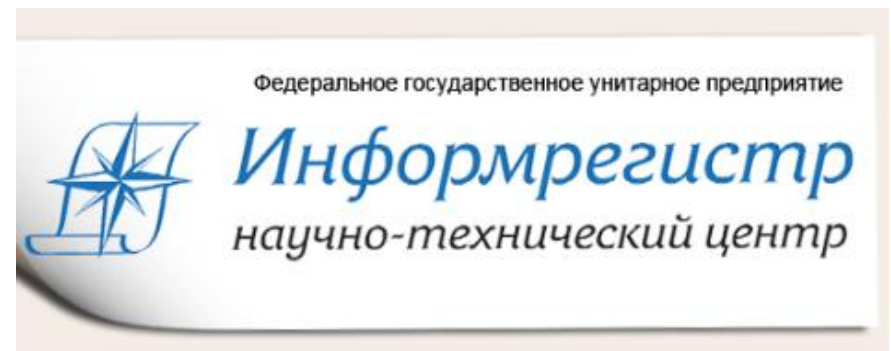 Федеральное государственное унитарное предприятие
Информрегистр
научно-технический центр